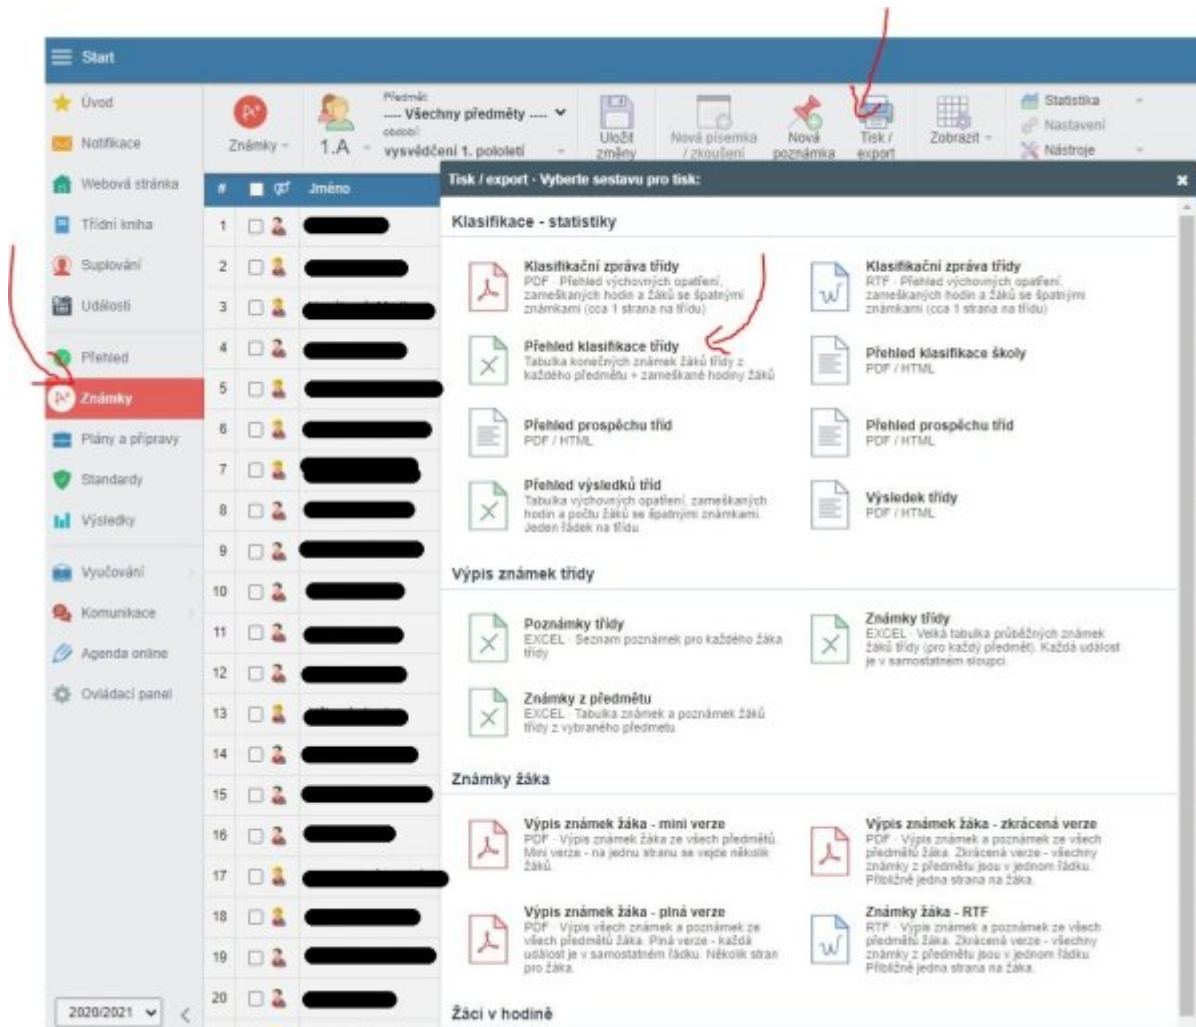 Start
Úvod
Notifikace
Webová stránka
Třídní kniha
Suplování
Události
Přehled
Známky
Plány a přípravy
Standardy
Výsledky
Vyučování
Komunikace
Agenda online
Ovládací panel
2020/2021
Známky
1.A
Předmět:
---- Všechny předměty ----
období:
vysvědčení 1. pololetí
Uložit
změny
Nová písemka
/ zkoušení
Nová
poznámka
Tisk /
export
Zobrazit
Statistika
Nastavení
Nástroje
# Jméno
1
2
3
4
5
6
7
8
9
10
11
12
13
14
15
16
17
18
19
20
Tisk / export - Vyberte sestavu pro tisk:
Klasifikace - statistiky
Klasifikační zpráva třídy
PDF - Přehled výchovných opatření,
zameškaných hodin a žáků se špatnými
známkami (cca 1 strana na třídu)
Klasifikační zpráva třídy
RTF - Přehled výchovných opatření,
zameškaných hodin a žáků se špatnými
známkami (cca 1 strana na třídu)
Přehled klasifikace třídy
Tabulka konečných známek žáků třídy z
každého předmětu + zameškané hodiny žáků
Přehled klasifikace školy
PDF / HTML
Přehled prospěchu tříd
PDF / HTML
Přehled prospěchu tříd
PDF / HTML
Přehled výsledků tříd
Tabulka výchovných opatření, zameškaných
hodin a počtu žáků se špatnými známkami.
Jeden řádek na třídu.
Výsledek třídy
PDF / HTML
Výpis známek třídy
Poznámky třídy
EXCEL - Seznam poznámek pro každého žáka
třídy
Známky třídy
EXCEL - Velká tabulka průběžných známek
žáků třídy (pro každý předmět). Každá událost
je v samostatném sloupci.
Známky z předmětu
EXCEL - Tabulka známek a poznámek žáků
třídy z vybraného předmetu
Známky žáka
Výpis známek žáka - mini verze
PDF - Výpis známek žáka ze všech předmětů.
Mini verze - na jednu stranu se vejde několik
žáků.
Výpis známek žáka - zkrácená verze
PDF - Výpis známek a poznámek ze všech
předmětů žáka. Zkrácená verze - všechny
známky z předmětu jsou v jednom řádku.
Přibližně jedna strana na žáka.
Výpis známek žáka - plná verze
PDF - Výpis všech známek a poznámek ze
všech předmětů žáka. Plná verze - každá
událost je v samostatném řádku. Několik stran
pro žáka.
Známky žáka - RTF
RTF - Výpis známek a poznámek ze všech
předmětů žáka. Zkrácená verze - všechny
známky z předmětu jsou v jednom řádku.
Přibližně jedna strana na žáka.
Žáci v hodině